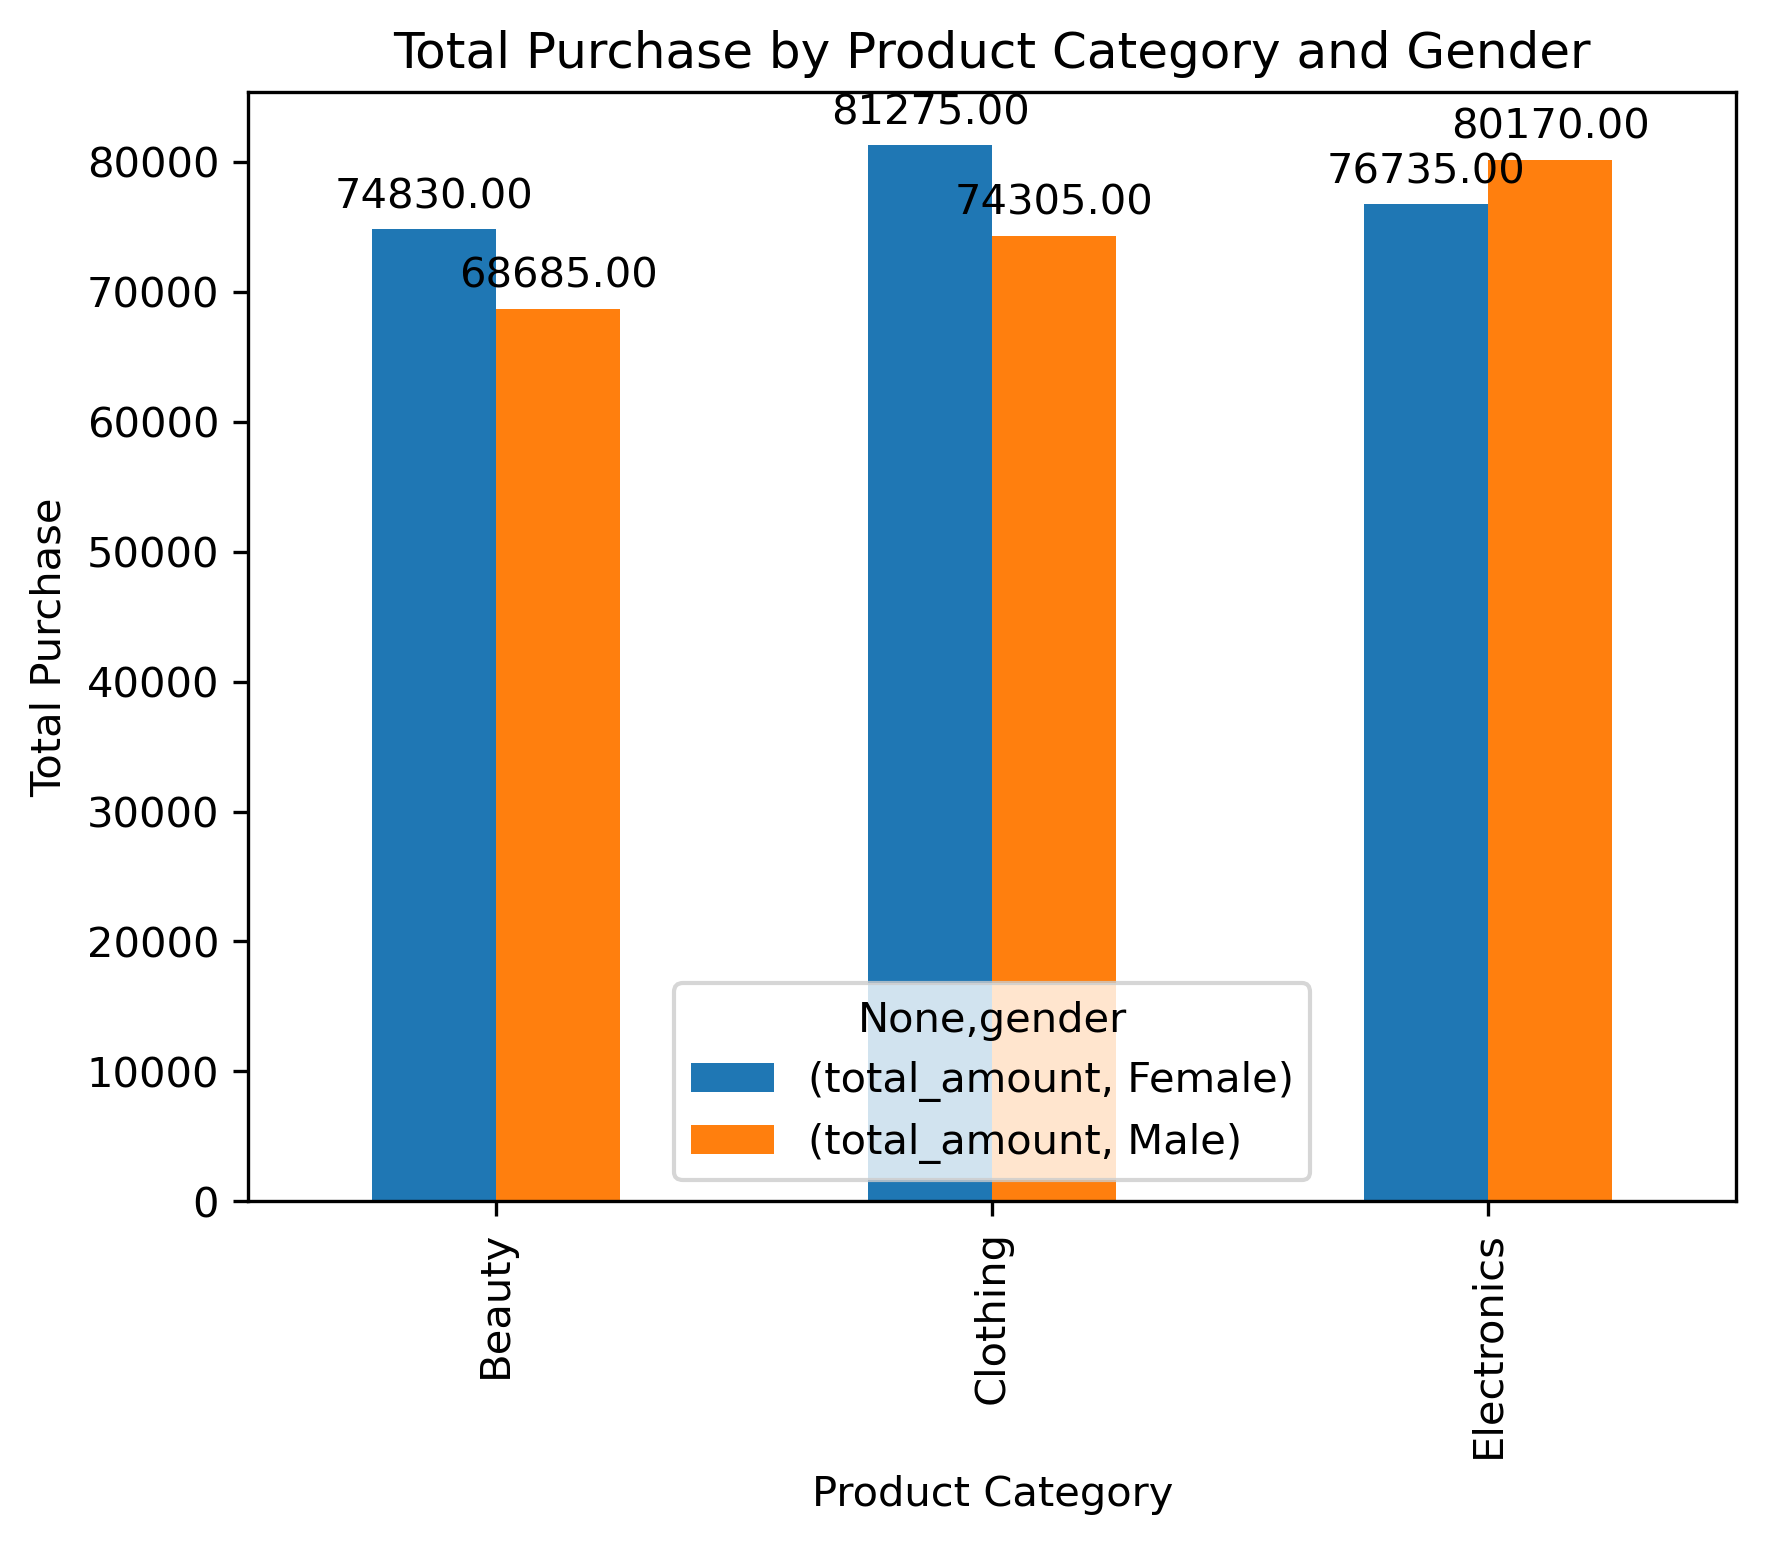 Total Purchase by Product Category and Gender
81275.00
80170.00
76735.00
74830.00
74305.00
68685.00
80000
70000
60000
50000
40000
30000
20000
10000
0
Total Purchase
None,gender
(total_amount, Female)
(total_amount, Male)
Beauty
Clothing
Electronics
Product Category